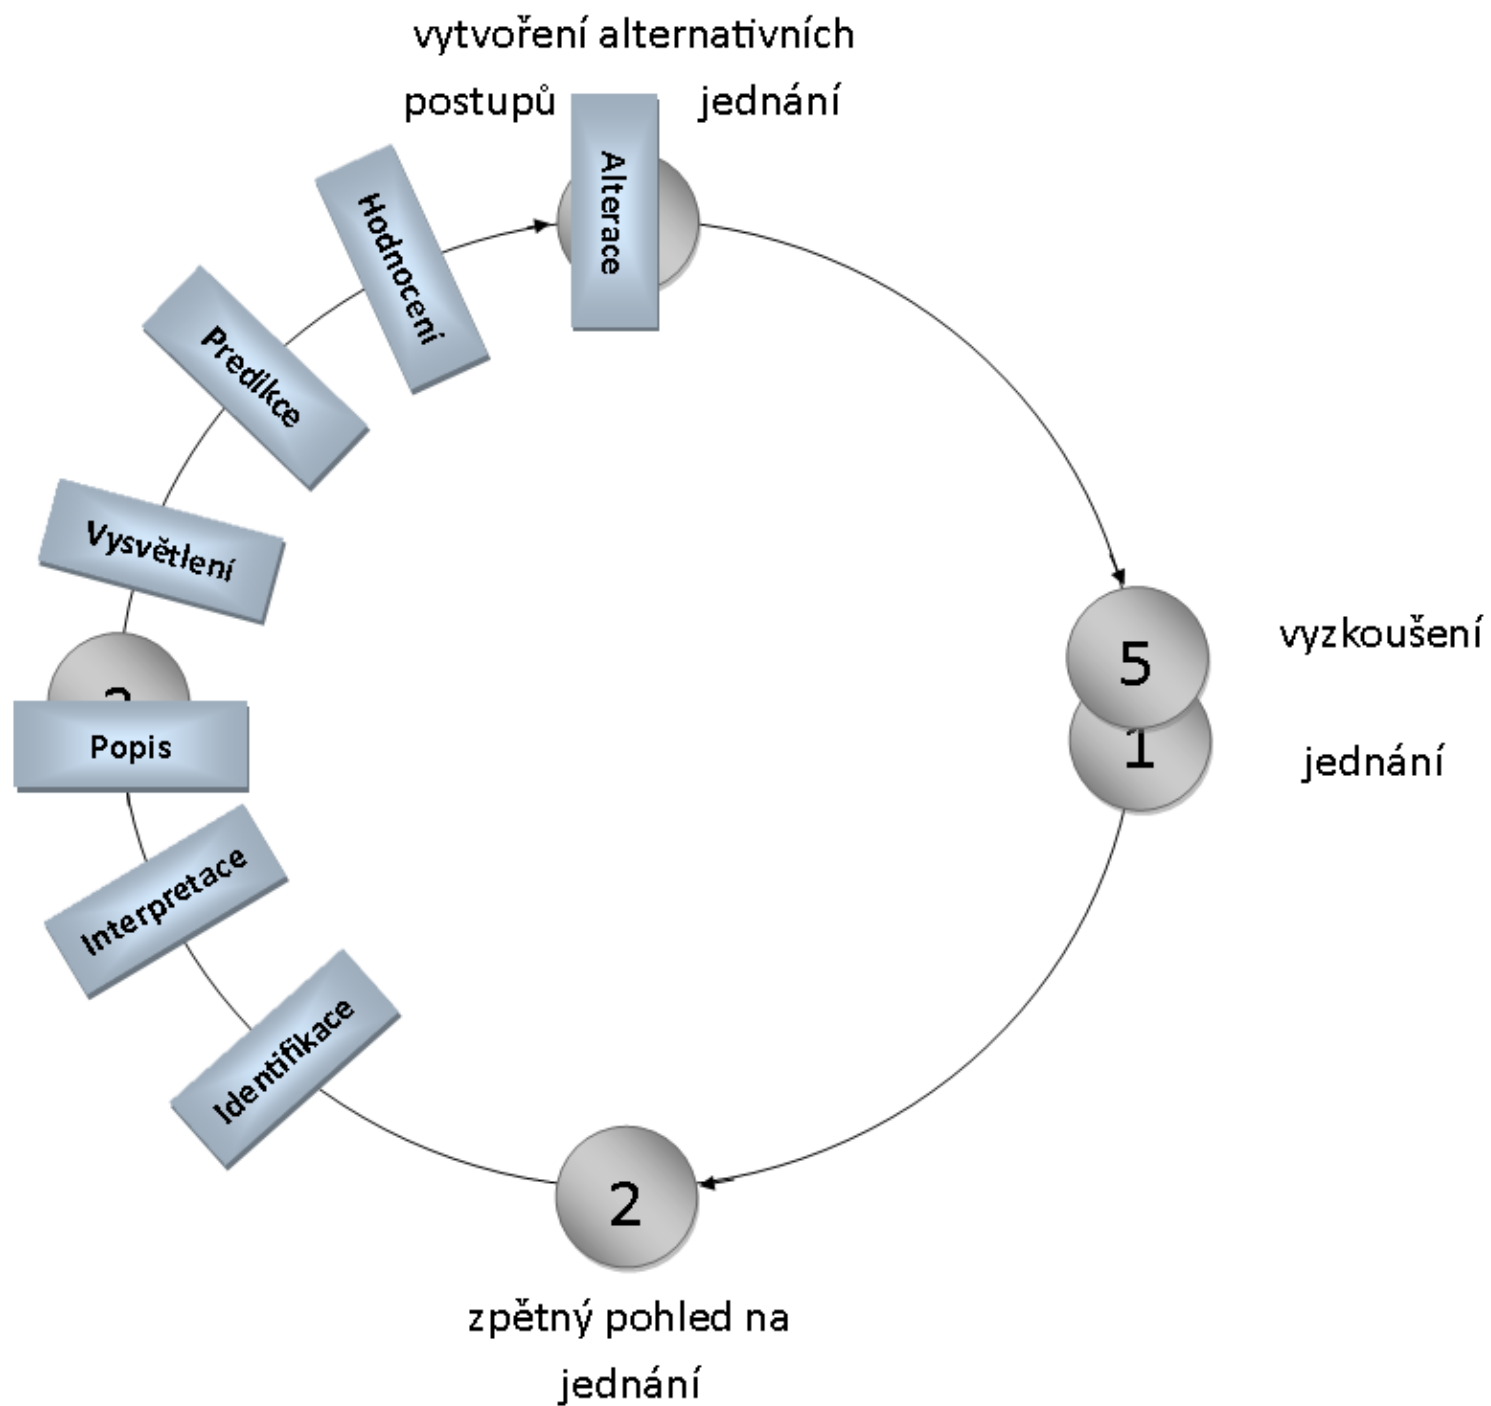 vytvoření alternativních
postupů jednání
Alterace
Hodnocení
Predikce
Vysvětlení
Popis
Interpretace
Identifikace
5
1
vyzkoušení
jednání
2
zpětný pohled na
jednání